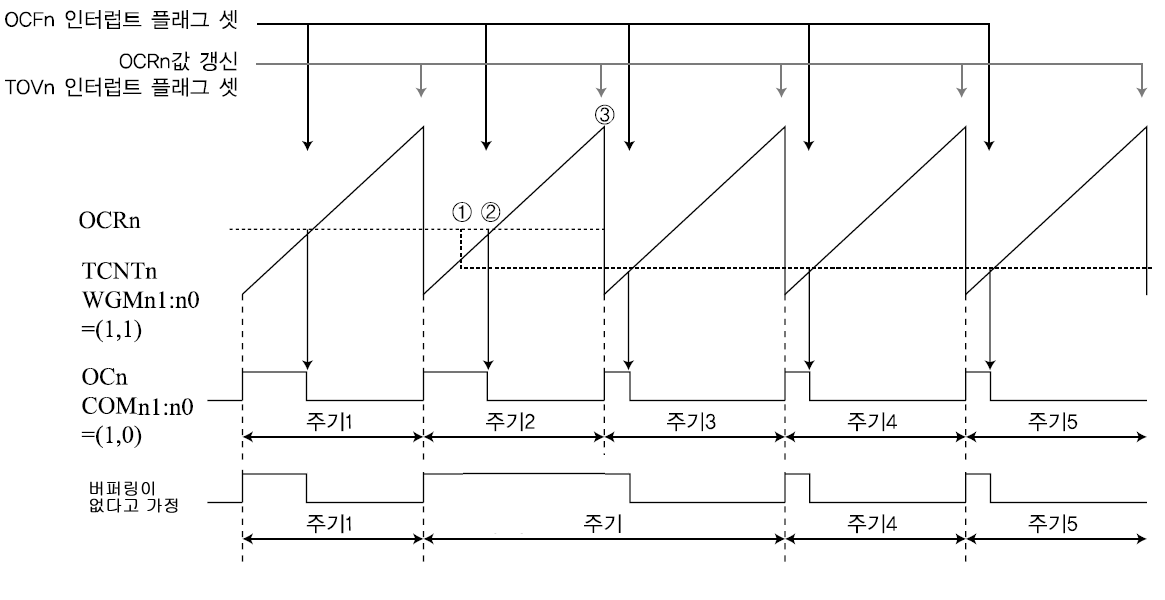 OCFn 인터럽트 플래그 셋
OCRn값 갱신
TOVn 인터럽트 플래그 셋
③
① ②
OCRn
TCNTn
WGMn1:n0
=(1,1)
OCn
COMn1:n0
=(1,0)
주기1 주기2 주기3 주기4 주기5
버퍼링이
없다고 가정
주기1 주기 주기4 주기5